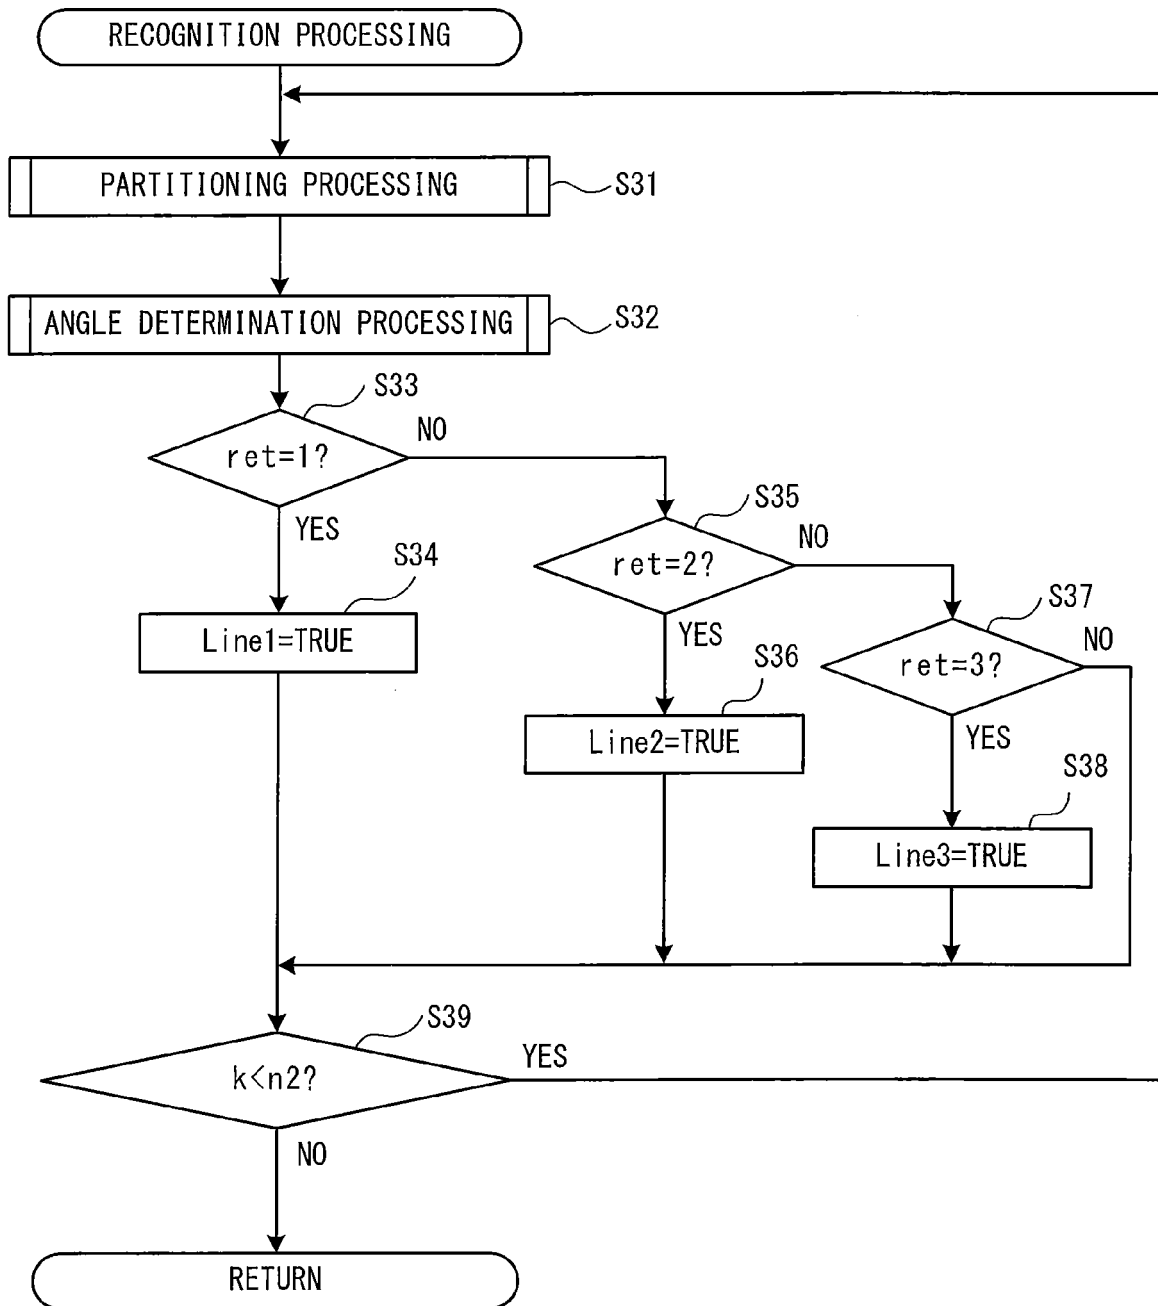 RECOGNITION PROCESSING
PARTITIONING PROCESSING
S31
ANGLE DETERMINATION PROCESSING
S32
S33
ret=1?
NO
YES
S34
Line1=TRUE
S35
ret=2?
NO
YES
S36
Line2=TRUE
S37
ret=3?
NO
YES
S38
Line3=TRUE
S39
k<n2?
YES
NO
RETURN